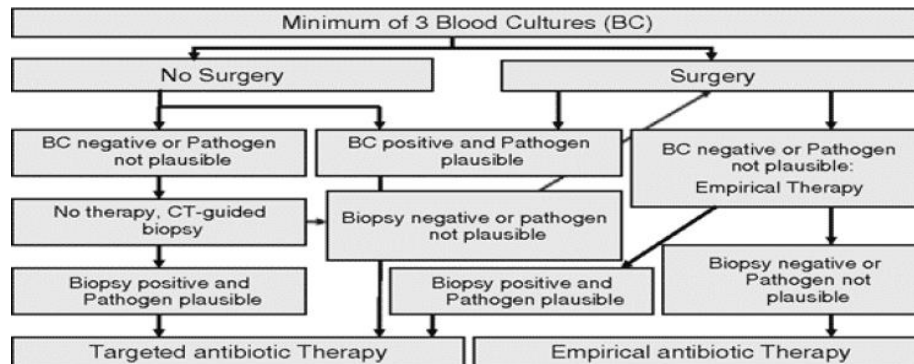 Minimum of 3 Blood Cultures (BC)
No Surgery
Surgery
BC negative or Pathogen
not plausible
BC positive and Pathogen
plausible
BC negative or Pathogen
not plausible:
Empirical Therapy
No therapy, CT-guided
biopsy
Biopsy negative or pathogen
not plausible
Biopsy negative or
Pathogen not
plausible
Biopsy positive and
Pathogen plausible
Biopsy positive and
Pathogen plausible
Targeted antibiotic Therapy
Empirical antibiotic Therapy